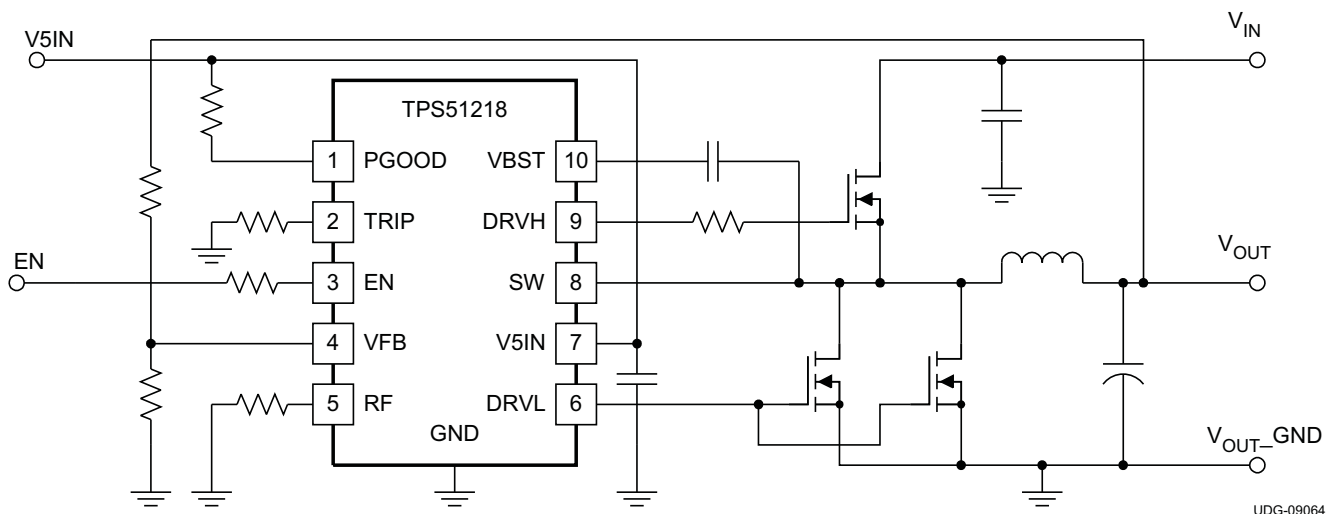 V5IN
V_IN
TPS51218
1 PGOOD
VBST 10
2 TRIP
DRVH 9
EN
3 EN
SW 8
V_OUT
4 VFB
V5IN 7
5 RF
DRVL 6
GND
V_OUT_GND
UDG-09064